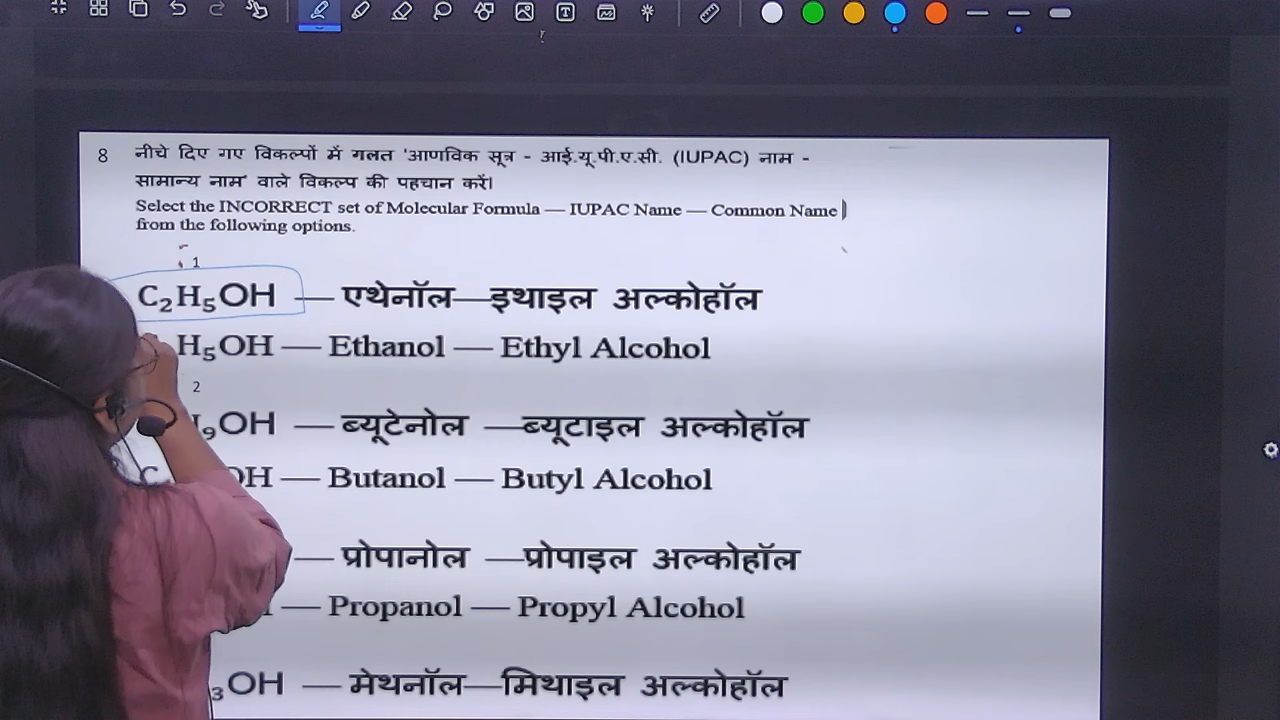 8 नीचे दिए गए विकल्पों में गलत 'आणविक सूत्र - आई.यू.पी.ए.सी. (IUPAC) नाम -
सामान्य नाम' वाले विकल्प की पहचान करें।
Select the INCORRECT set of Molecular Formula — IUPAC Name — Common Name
from the following options.
1
C₂H₅OH — एथेनॉल—इथाइल अल्कोहॉल
H₅OH — Ethanol — Ethyl Alcohol
2
₉OH — ब्यूटेनोल —ब्यूटाइल अल्कोहॉल
C OH — Butanol — Butyl Alcohol
— प्रोपानोल —प्रोपाइल अल्कोहॉल
— Propanol — Propyl Alcohol
₃OH — मेथनॉल—मिथाइल अल्कोहॉल